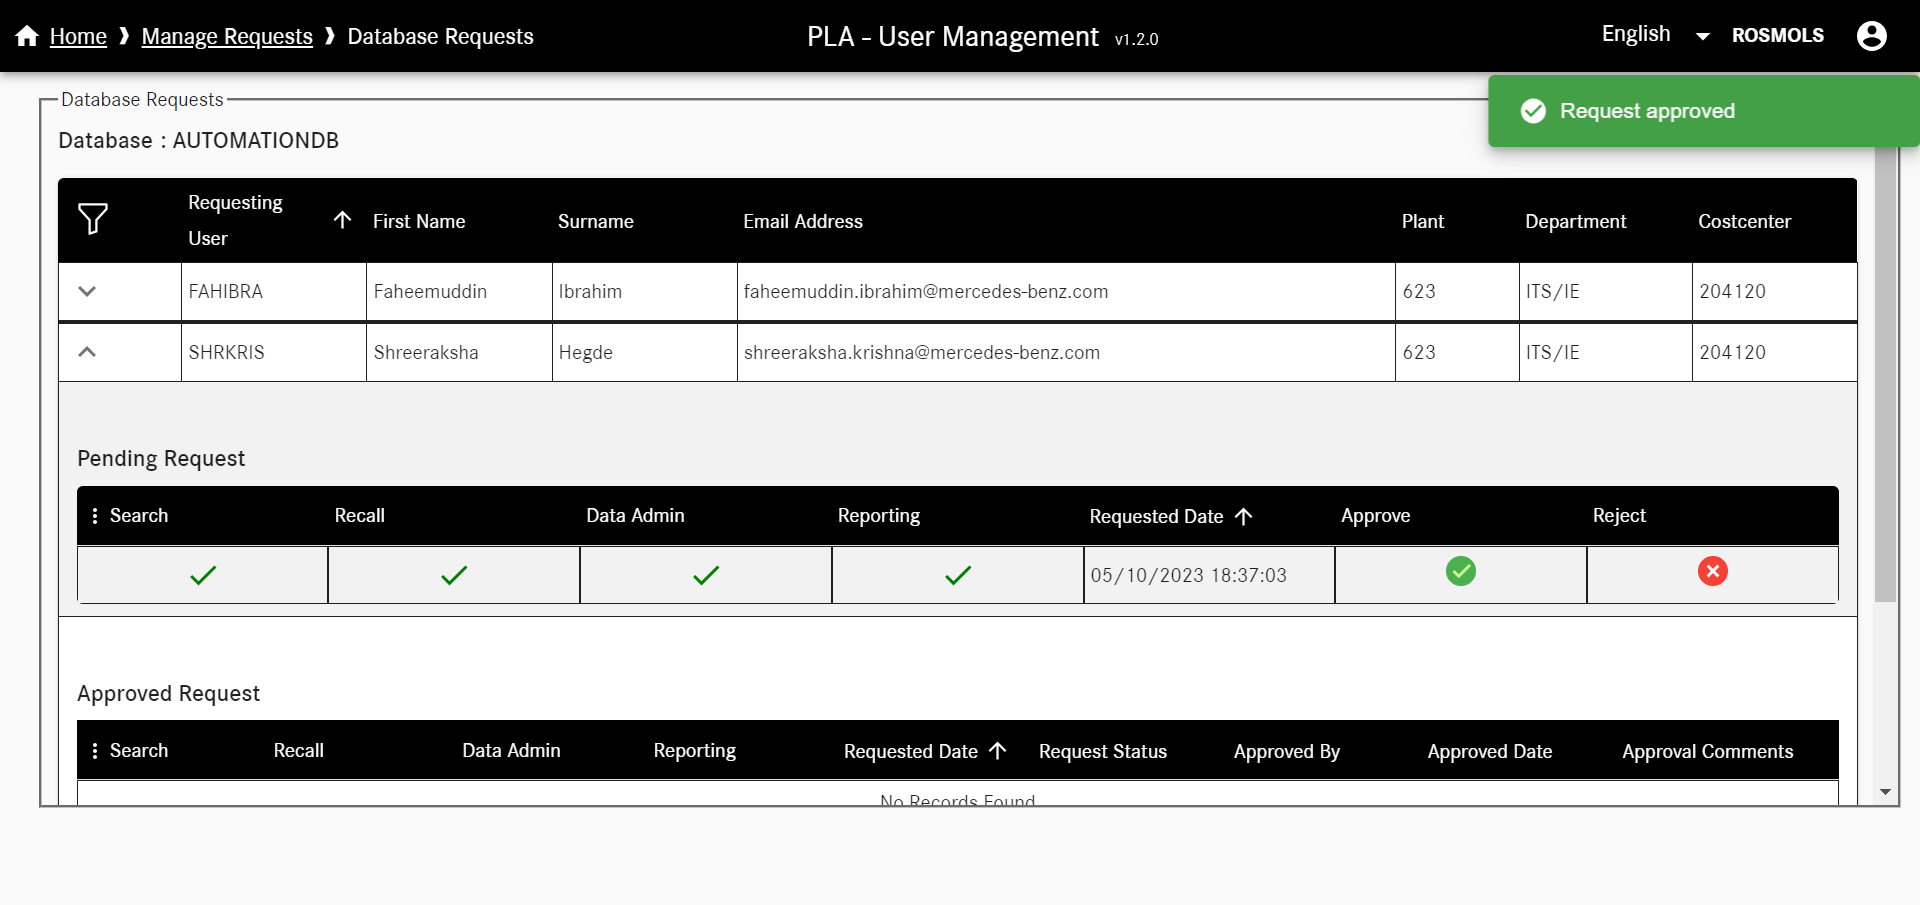 Home ❱ Manage Requests ❱ Database Requests
PLA - User Management v1.2.0
English ROSMOLS
Request approved
Database Requests
Database : AUTOMATIONDB
Requesting User First Name Surname Email Address Plant Department Costcenter
FAHIBRA Faheemuddin Ibrahim faheemuddin.ibrahim@mercedes-benz.com 623 ITS/IE 204120
SHRKRIS Shreeraksha Hegde shreeraksha.krishna@mercedes-benz.com 623 ITS/IE 204120
Pending Request
Search Recall Data Admin Reporting Requested Date Approve Reject
05/10/2023 18:37:03
Approved Request
Search Recall Data Admin Reporting Requested Date Request Status Approved By Approved Date Approval Comments
No Records Found